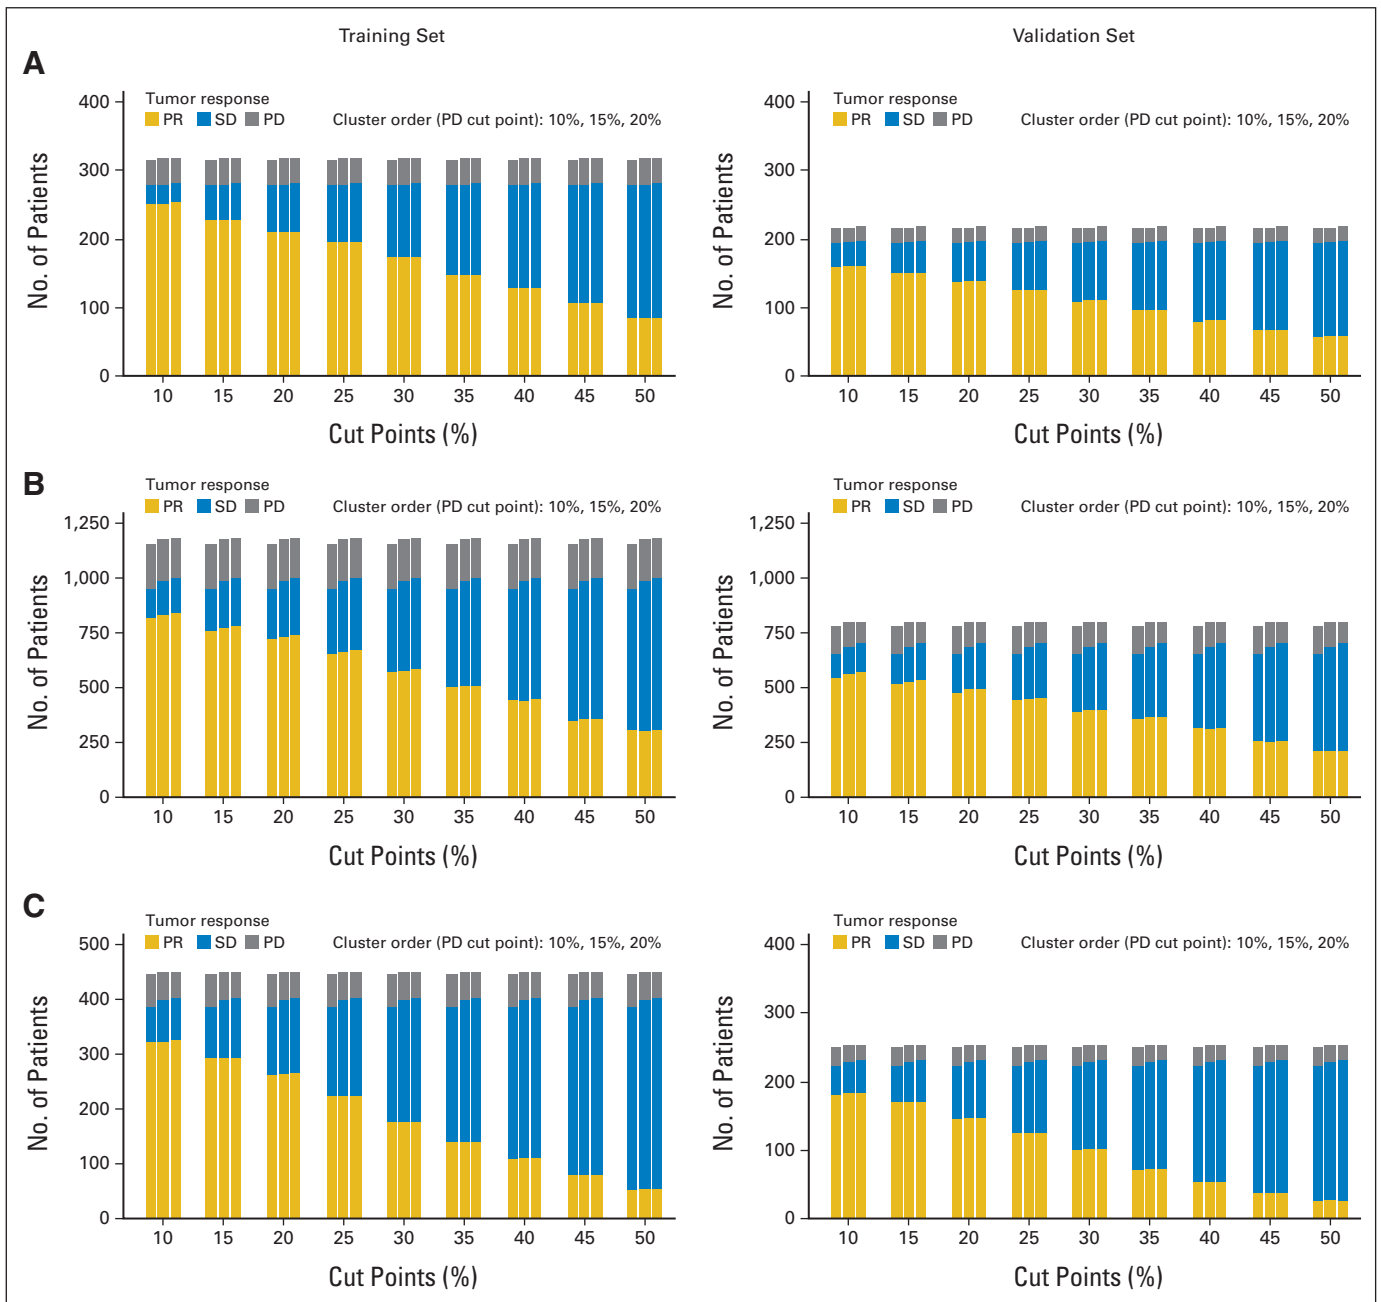 Training Set
Validation Set
A
Tumor response
PR SD PD
Cluster order (PD cut point): 10%, 15%, 20%
No. of Patients
400
300
200
100
0
10 15 20 25 30 35 40 45 50
Cut Points (%)
Tumor response
PR SD PD
Cluster order (PD cut point): 10%, 15%, 20%
No. of Patients
400
300
200
100
0
10 15 20 25 30 35 40 45 50
Cut Points (%)
B
Tumor response
PR SD PD
Cluster order (PD cut point): 10%, 15%, 20%
No. of Patients
1,250
1,000
750
500
250
0
10 15 20 25 30 35 40 45 50
Cut Points (%)
Tumor response
PR SD PD
Cluster order (PD cut point): 10%, 15%, 20%
No. of Patients
1,250
1,000
750
500
250
0
10 15 20 25 30 35 40 45 50
Cut Points (%)
C
Tumor response
PR SD PD
Cluster order (PD cut point): 10%, 15%, 20%
No. of Patients
500
400
300
200
100
0
10 15 20 25 30 35 40 45 50
Cut Points (%)
Tumor response
PR SD PD
Cluster order (PD cut point): 10%, 15%, 20%
No. of Patients
400
300
200
100
0
10 15 20 25 30 35 40 45 50
Cut Points (%)